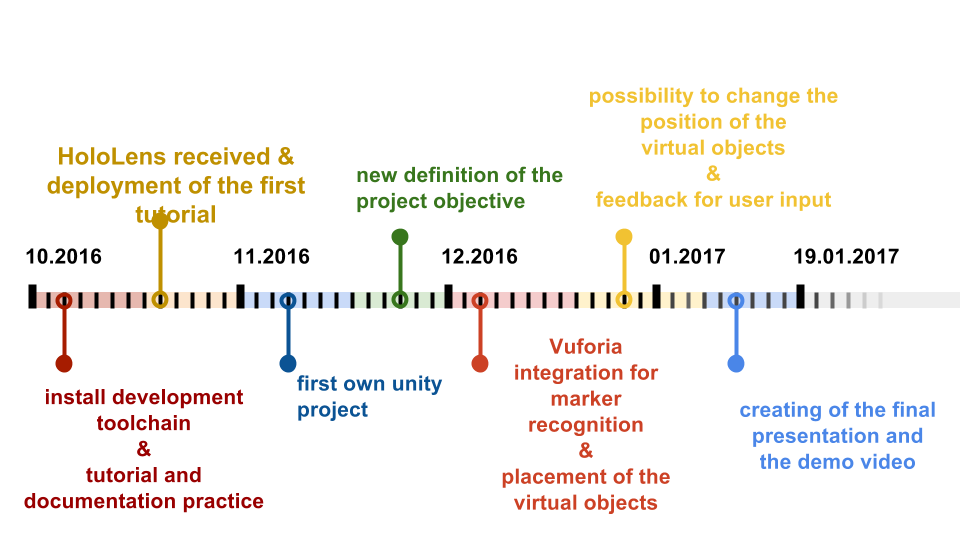 possibility to change the
position of the
virtual objects
&
feedback for user input
HoloLens received &
deployment of the first
tutorial
new definition of the
project objective
10.2016
11.2016
12.2016
01.2017
19.01.2017
install development
toolchain
&
tutorial and
documentation practice
first own unity
project
Vuforia
integration for
marker
recognition
&
placement of the
virtual objects
creating of the final
presentation and
the demo video